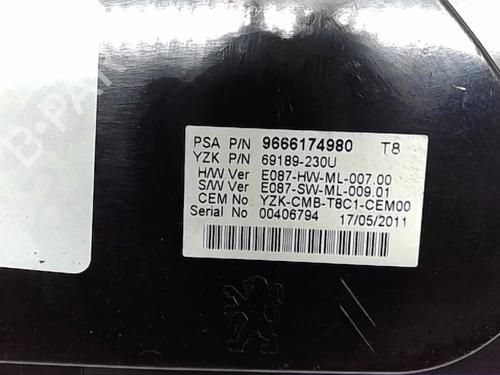 B-PARTS
PSA P/N 9666174980 T8
YZK P/N 69189-230U
H/W Ver E087-HW-ML-007.00
S/W Ver E087-SW-ML-009.01
CEM No YZK-CMB-T8C1-CEM00
Serial No 00406794 17/05/2011